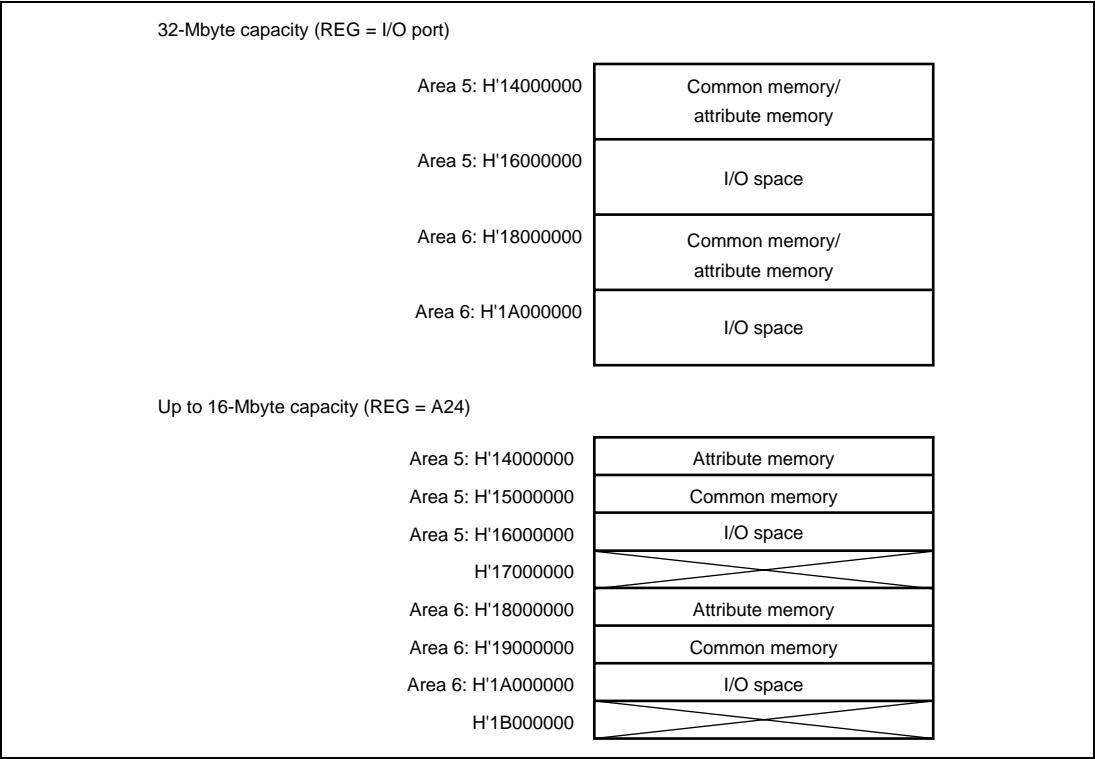 32-Mbyte capacity (REG = I/O port)
Area 5: H'14000000
Common memory/
attribute memory
Area 5: H'16000000
I/O space
Area 6: H'18000000
Common memory/
attribute memory
Area 6: H'1A000000
I/O space
Up to 16-Mbyte capacity (REG = A24)
Area 5: H'14000000 Attribute memory
Area 5: H'15000000 Common memory
Area 5: H'16000000 I/O space
H'17000000
Area 6: H'18000000 Attribute memory
Area 6: H'19000000 Common memory
Area 6: H'1A000000 I/O space
H'1B000000